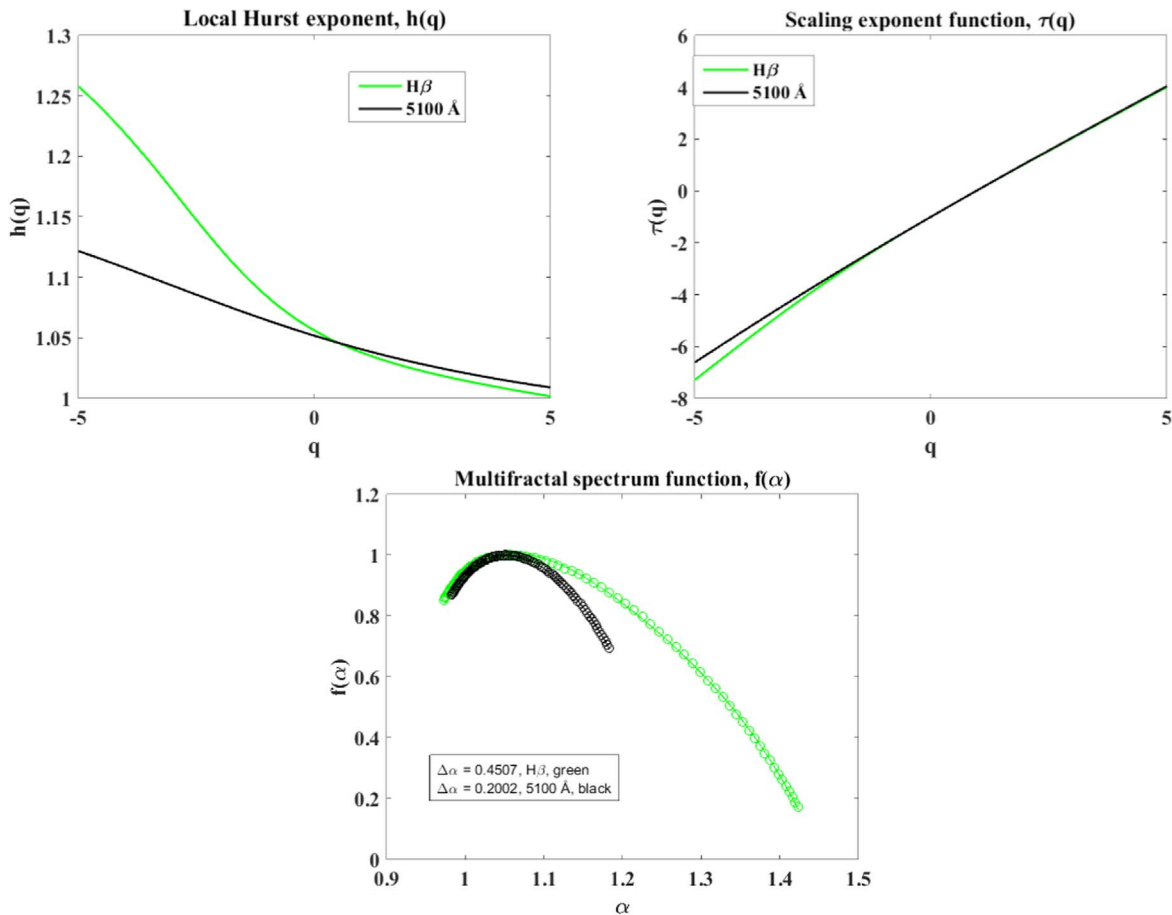 Local Hurst exponent, h(q)
1.3
1.25
1.2
1.15
1.1
1.05
1
h(q)
-5
0
5
q
Hβ
5100 Å
Scaling exponent function, τ(q)
6
4
2
0
-2
-4
-6
-8
τ(q)
-5
0
5
q
Hβ
5100 Å
Multifractal spectrum function, f(α)
1.2
1
0.8
0.6
0.4
0.2
0
f(α)
0.9
1
1.1
1.2
1.3
1.4
1.5
α
Δα = 0.4507, Hβ, green
Δα = 0.2002, 5100 Å, black